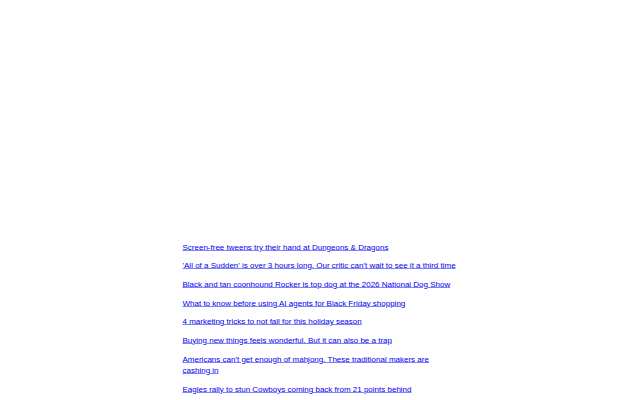 Screen-free tweens try their hand at Dungeons & Dragons
'All of a Sudden' is over 3 hours long. Our critic can't wait to see it a third time
Black and tan coonhound Rocker is top dog at the 2026 National Dog Show
What to know before using AI agents for Black Friday shopping
4 marketing tricks to not fall for this holiday season
Buying new things feels wonderful. But it can also be a trap
Americans can't get enough of mahjong. These traditional makers are
cashing in
Eagles rally to stun Cowboys coming back from 21 points behind